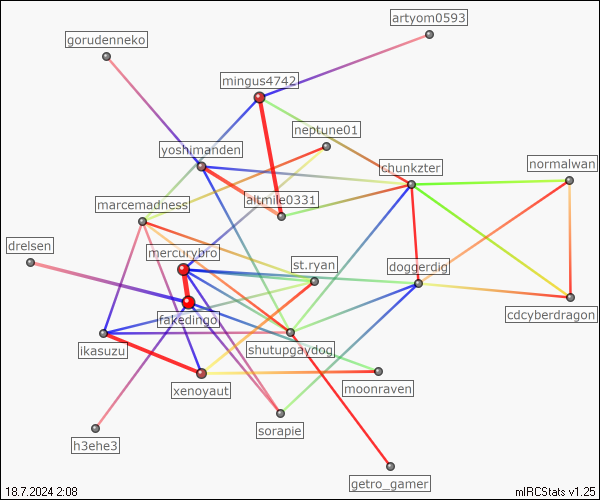 artyom0593
gorudenneko
mingus4742
neptune01
yoshimanden
chunkzter
normalwan
altmile0331
marcemadness
drelsen
mercurybro
st.ryan
doggerdig
cdcyberdragon
fakedingo
ikasuzu
shutupgaydog
xenoyaut
moonraven
sorapie
h3ehe3
getro_gamer
18.7.2024 2:08
mIRCStats v1.25